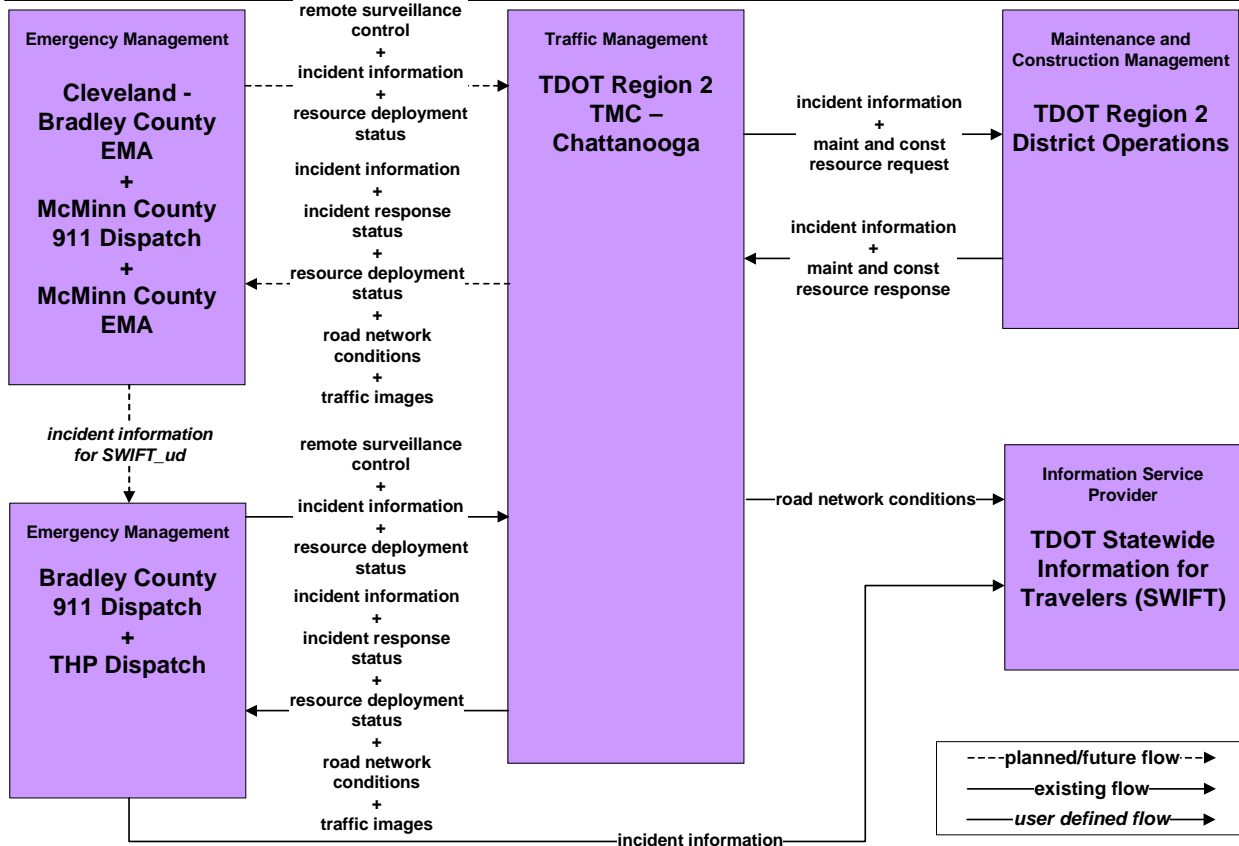 Emergency Management
Cleveland -
Bradley County
EMA
+
McMinn County
911 Dispatch
+
McMinn County
EMA
remote surveillance
control
+
incident information
+
resource deployment
status
incident information
+
incident response
status
+
resource deployment
status
+
road network
conditions
+
traffic images
Traffic Management
TDOT Region 2
TMC –
Chattanooga
incident information
+
maint and const
resource request
incident information
+
maint and const
resource response
Maintenance and
Construction Management
TDOT Region 2
District Operations
incident information
for SWIFT_ud
Emergency Management
Bradley County
911 Dispatch
+
THP Dispatch
remote surveillance
control
+
incident information
+
resource deployment
status
incident information
+
incident response
status
+
resource deployment
status
+
road network
conditions
+
traffic images
road network conditions
Information Service
Provider
TDOT Statewide
Information for
Travelers (SWIFT)
incident information
planned/future flow
existing flow
user defined flow